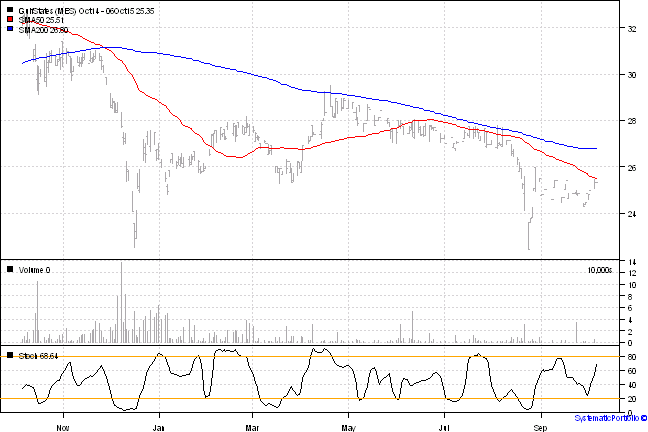 Gulf States (MES) Oct14 - 06Oct15 25.35
SMA50 25.51
SMA200 26.80
32
30
28
26
24
Volume 0
10,000s
14
12
10
8
6
4
2
0
Stoch 68.64
80
60
40
20
0
Nov Jan Mar May Jul Sep
SystematicPortfolio ©